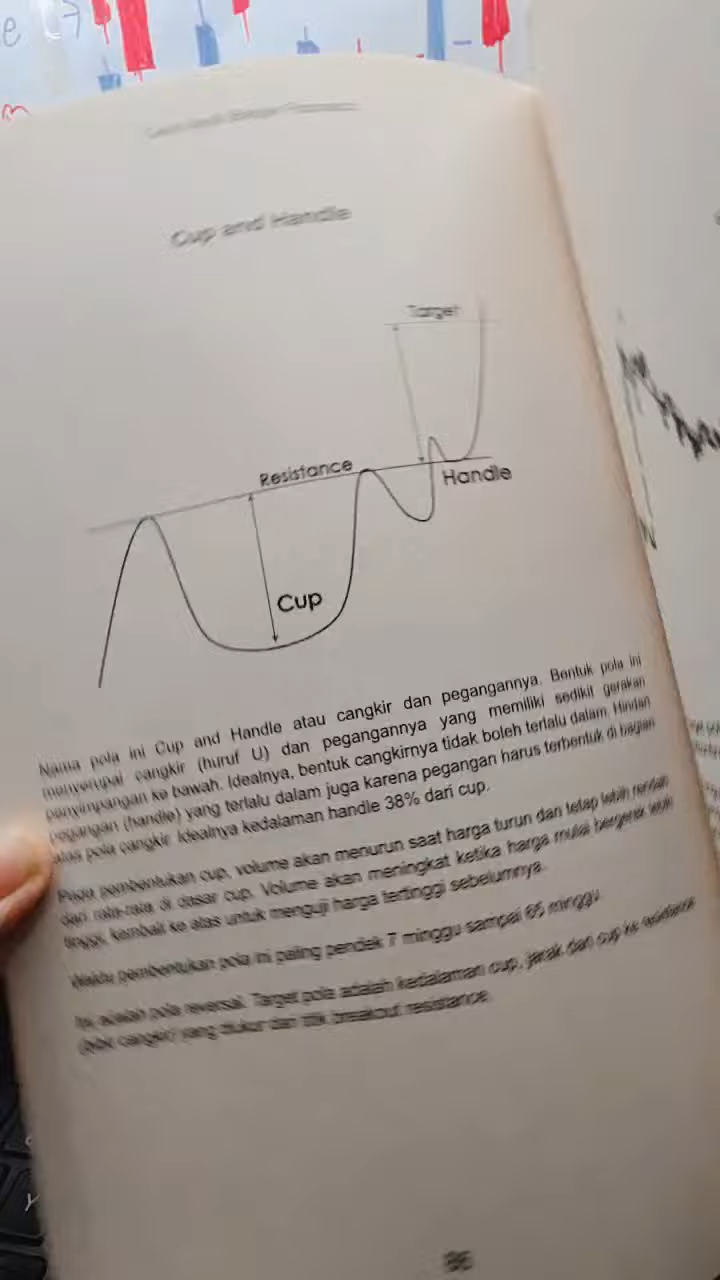 Cup and Handle
Target
Resistance
Handle
Cup
Nama pola ini Cup and Handle atau cangkir dan pegangannya. Bentuk pola ini
menyerupai cangkir (huruf U) dan pegangannya yang memiliki sedikit gerakan
penyimpangan ke bawah. Idealnya, bentuk cangkirnya tidak boleh terlalu dalam. Hindari
pegangan (handle) yang terlalu dalam juga karena pegangan harus terbentuk di bagian
atas pola cangkir. Idealnya kedalaman handle 38% dari cup.
Pada pembentukan cup, volume akan menurun saat harga turun dan tetap lebih rendah
dari rata-rata di dasar cup. Volume akan meningkat ketika harga mulai bergerak lebih
tinggi, kembali ke atas untuk menguji harga tertinggi sebelumnya.
Waktu pembentukan pola ini paling pendek 7 minggu sampai 65 minggu.
Ini adalah pola reversal. Target pola adalah kedalaman cup, jarak dari cup ke resistance
(bibir cangkir) yang diukur dari titik breakout resistance.
86